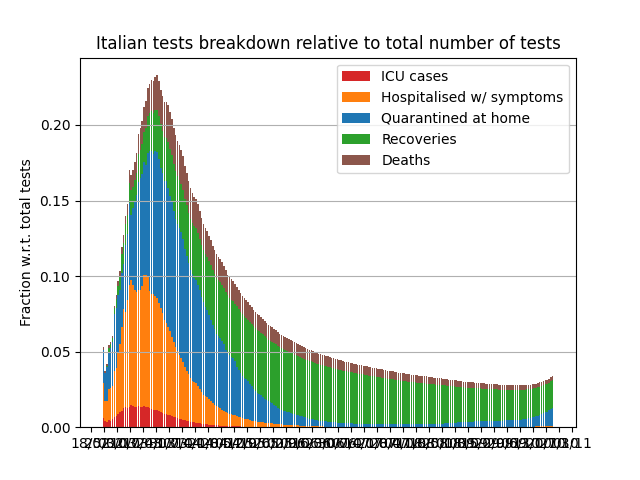 Italian tests breakdown relative to total number of tests
ICU cases
Hospitalised w/ symptoms
Quarantined at home
Recoveries
Deaths
Fraction w.r.t. total tests
0.20
0.15
0.10
0.05
0.00